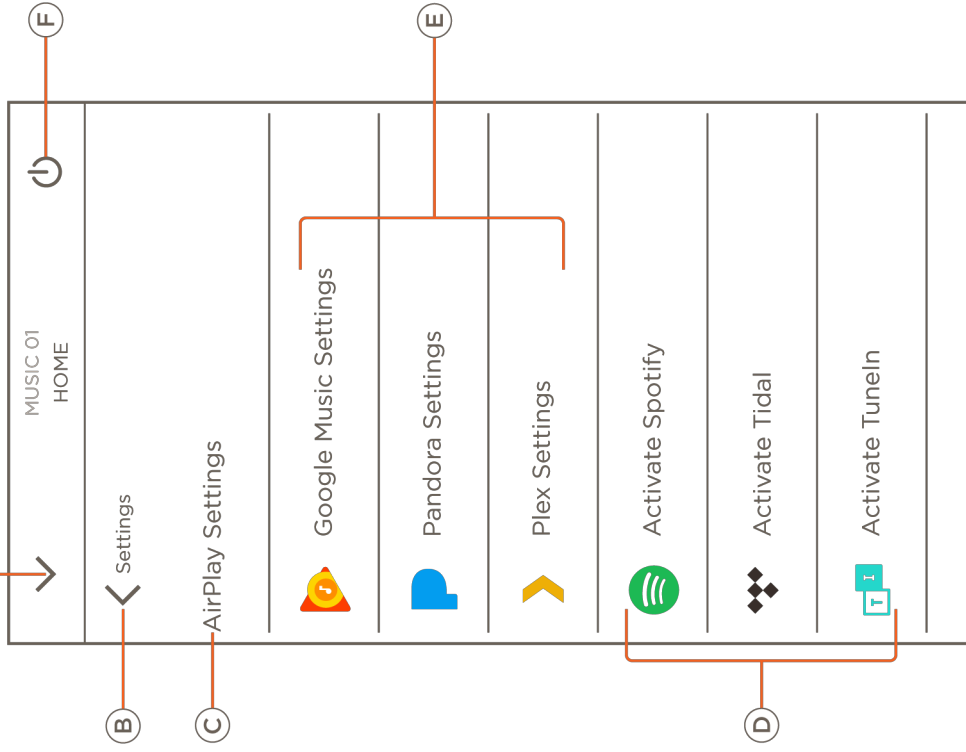 F
E
MUSIC 01
HOME
B
Settings
C
AirPlay Settings
Google Music Settings
Pandora Settings
Plex Settings
Activate Spotify
Activate Tidal
T I
Activate TuneIn
D